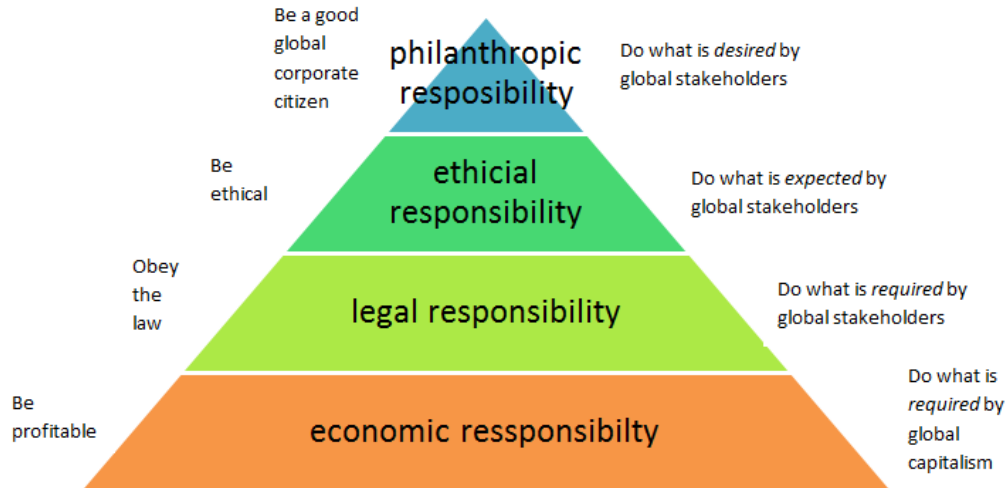 Be a good
global
corporate
citizen
philanthropic
resposibility
Do what is desired by
global stakeholders
Be
ethical
ethicial
responsibility
Do what is expected by
global stakeholders
Obey
the
law
legal responsibility
Do what is required by
global stakeholders
Be
profitable
economic ressponsibilty
Do what is
required by
global
capitalism